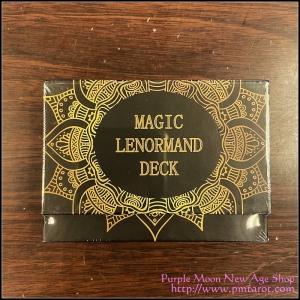 MAGIC
LENORMAND
DECK
Purple Moon New Age Shop
http://www.pmtarot.com